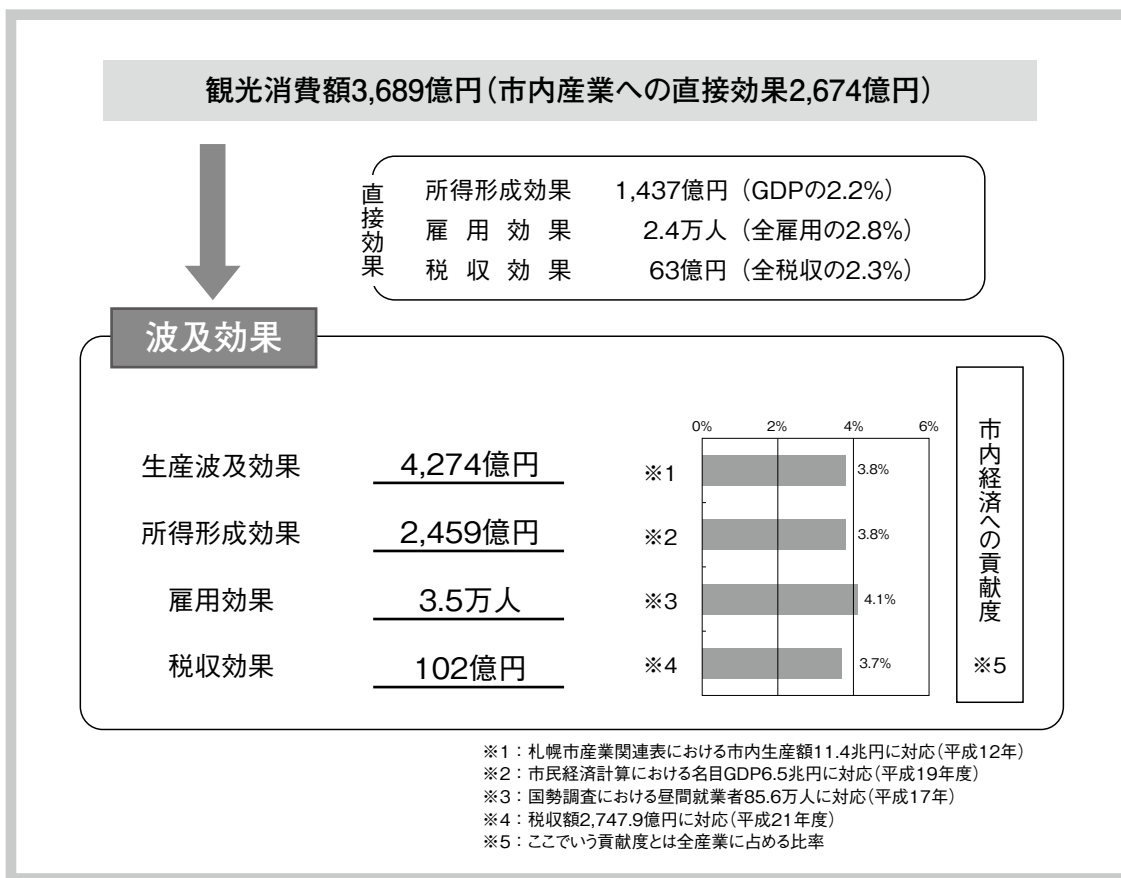 観光消費額3,689億円(市内産業への直接効果2,674億円)
直接効果
所得形成効果 1,437億円 (GDPの2.2%)
雇用効果 2.4万人 (全雇用の2.8%)
税収効果 63億円 (全税収の2.3%)
波及効果
0% 2% 4% 6%
生産波及効果 4,274億円 ※1 3.8%
所得形成効果 2,459億円 ※2 3.8%
雇用効果 3.5万人 ※3 4.1%
税収効果 102億円 ※4 3.7%
市内経済への貢献度 ※5
※1:札幌市産業関連表における市内生産額11.4兆円に対応(平成12年)
※2:市民経済計算における名目GDP6.5兆円に対応(平成19年度)
※3:国勢調査における昼間就業者85.6万人に対応(平成17年)
※4:税収額2,747.9億円に対応(平成21年度)
※5:ここでいう貢献度とは全産業に占める比率